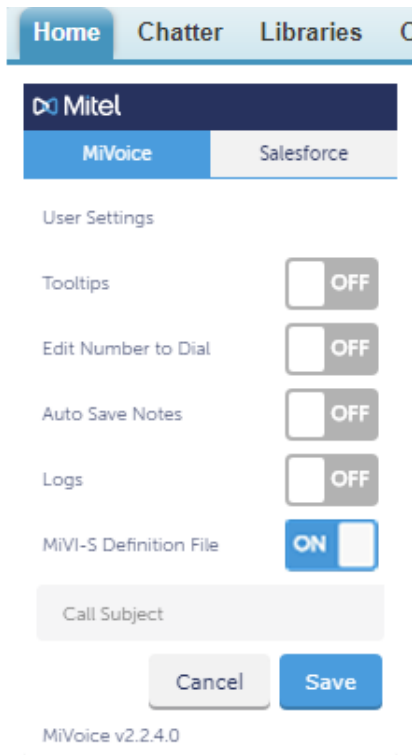 Home Chatter Libraries
Mitel
MiVoice Salesforce
User Settings
Tooltips OFF
Edit Number to Dial OFF
Auto Save Notes OFF
Logs OFF
MiVI-S Definition File ON
Call Subject
Cancel Save
MiVoice v2.2.4.0